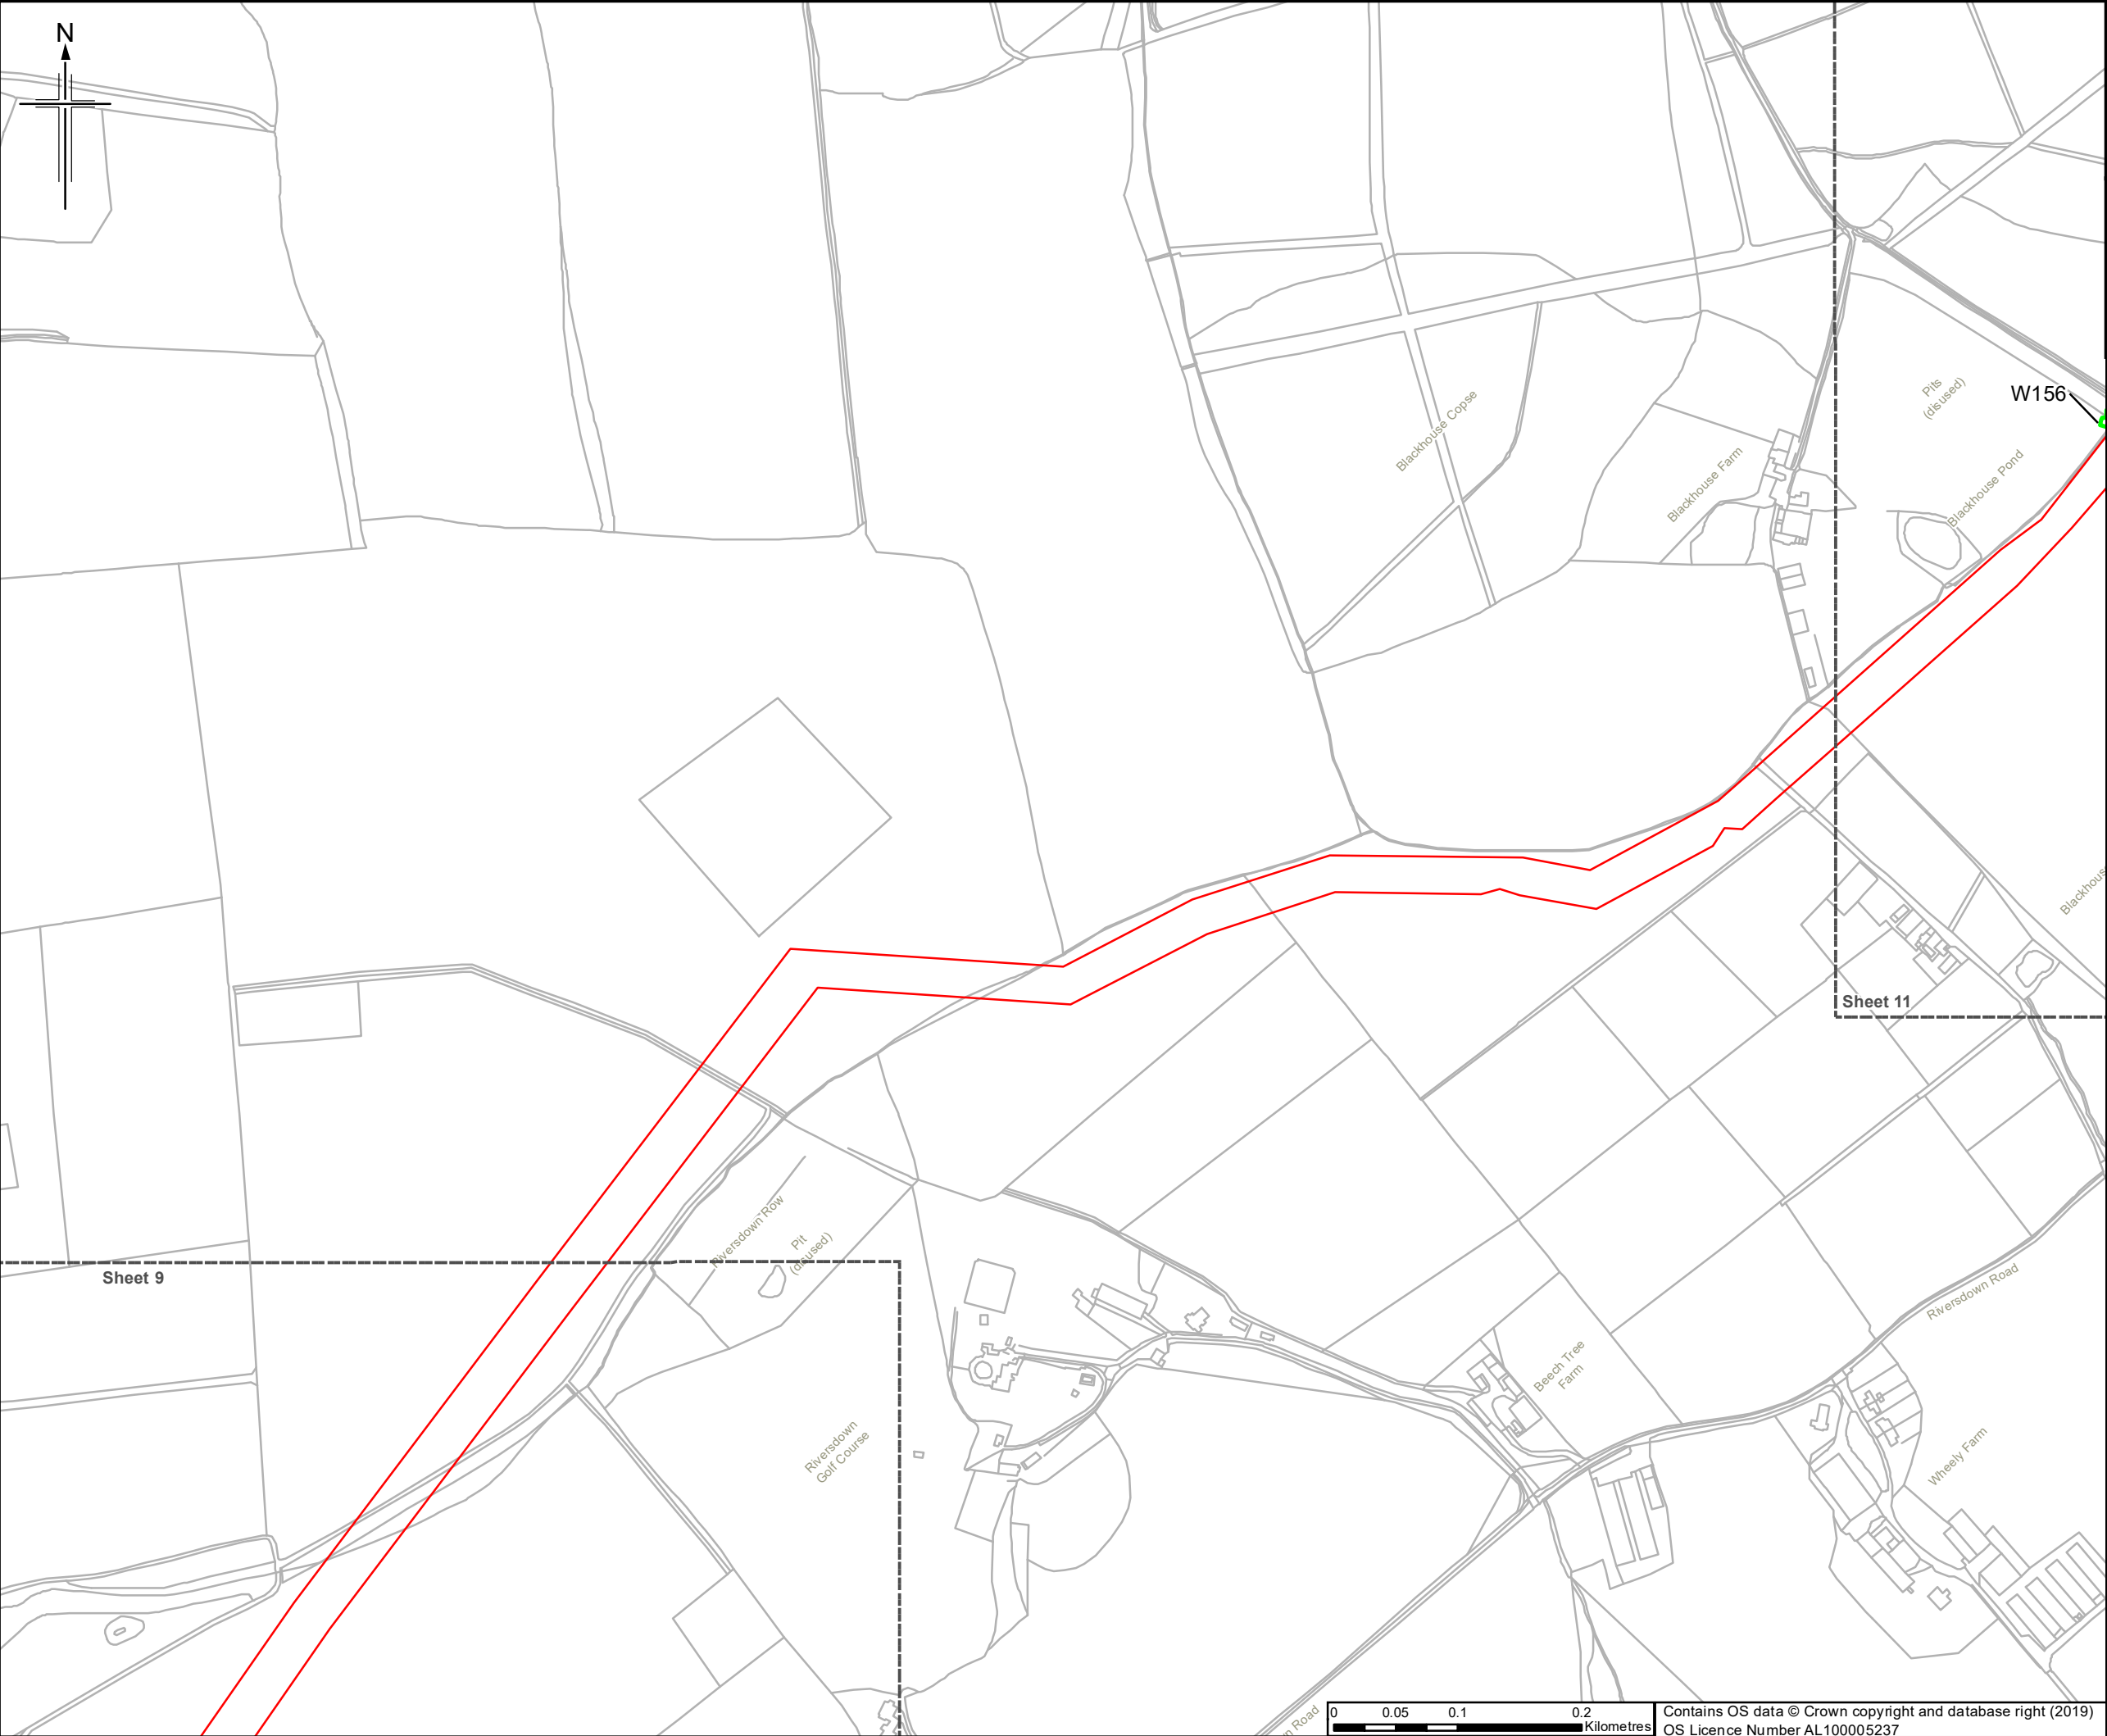 N
W156
Pits
(disused)
Blackhouse Copse
Blackhouse Farm
Blackhouse Pond
Sheet 11
Riversdown Row
Pit
(disused)
Sheet 9
Riversdown Road
Beech Tree
Farm
Riversdown
Golf Course
Wheely Farm
Road
0 0.05 0.1 0.2
Kilometres
Contains OS data © Crown copyright and database right (2019)
OS Licence Number AL100005237